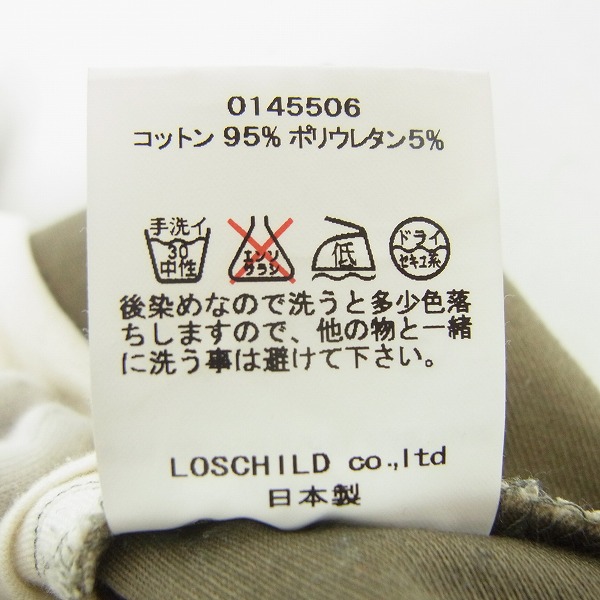 0145506
コットン 95% ポリウレタン5%
手洗イ
30
中性
エンソ
サラシ
低
ドライ
セキユ系
後染めなので洗うと多少色落
ちしますので、他の物と一緒
に洗う事は避けて下さい。
LOSCHILD co.,ltd
日本製